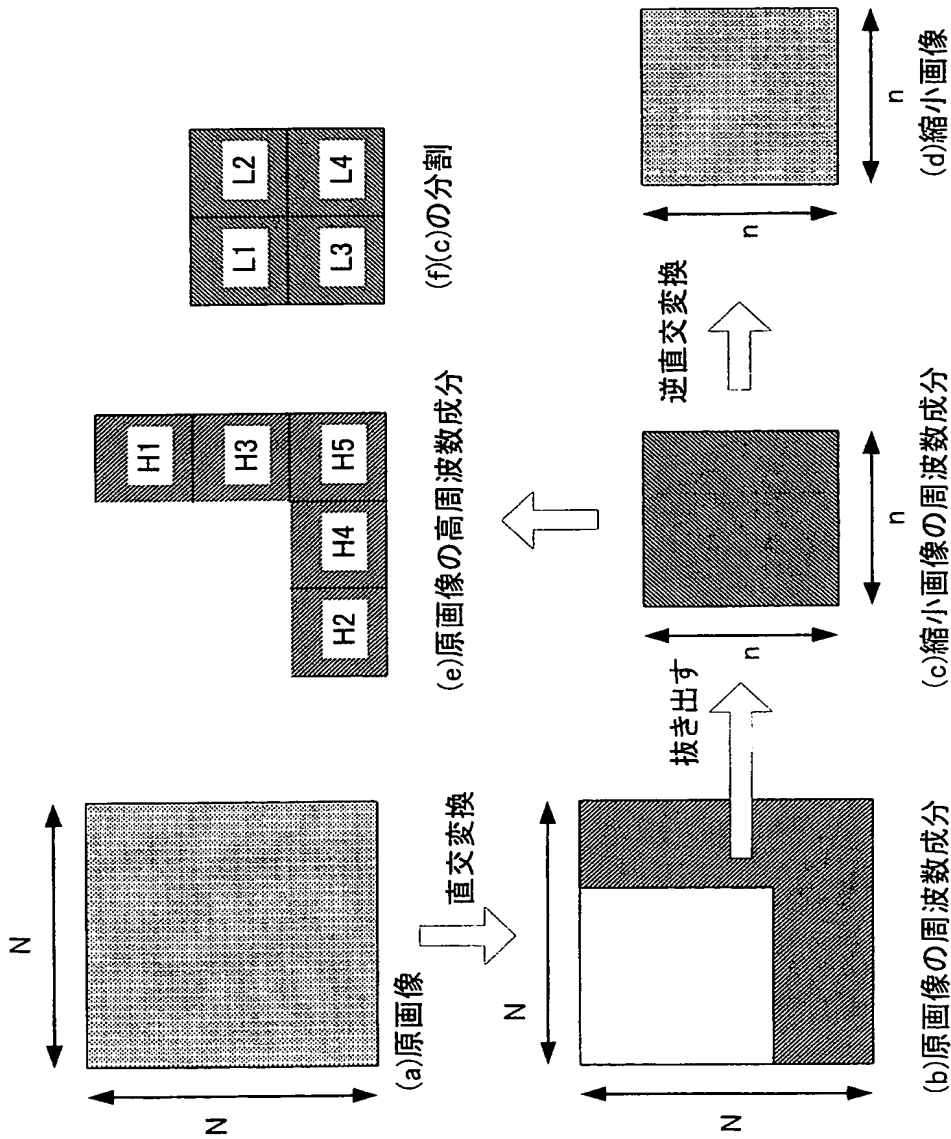 N
N
(a)原画像
直交変換
N
N
(b)原画像の周波数成分
抜き出す
H1
H3
H2
H4
H5
(e)原画像の高周波数成分
n
n
(c)縮小画像の周波数成分
逆直交変換
L1
L2
L3
L4
(f)(c)の分割
n
n
(d)縮小画像